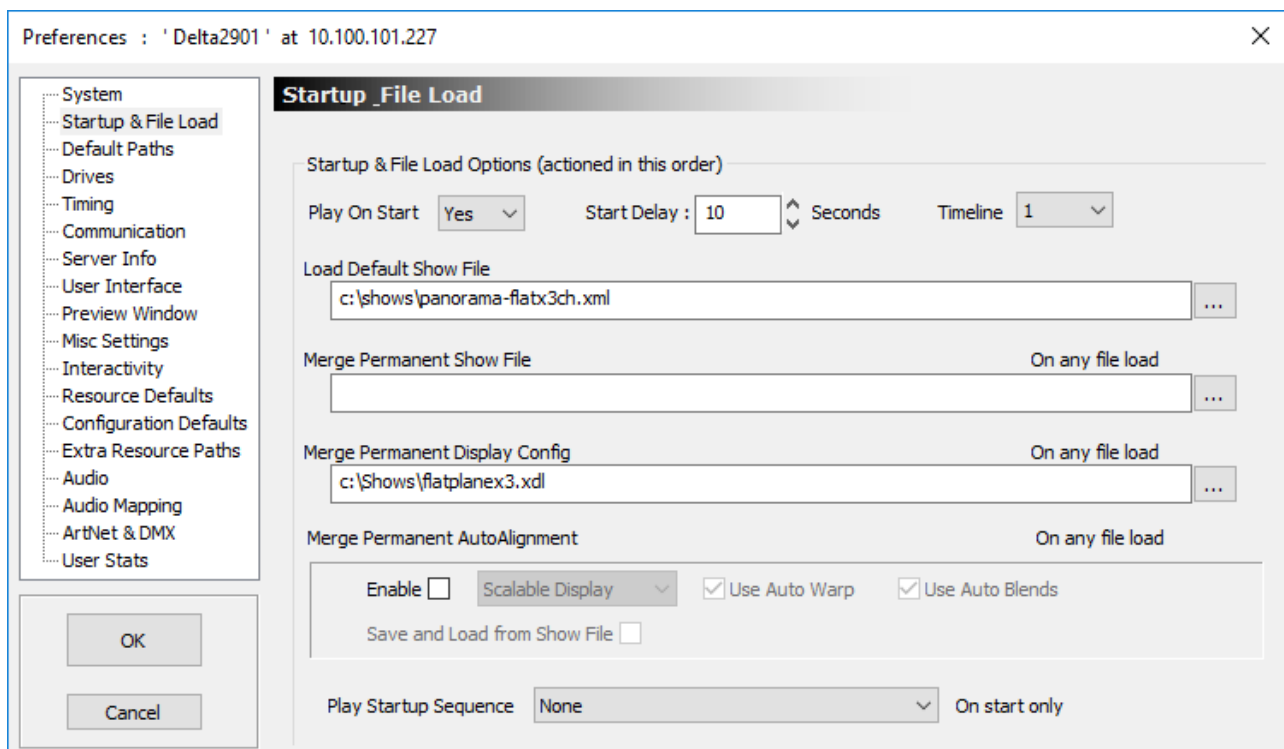 Preferences : ' Delta2901 ' at 10.100.101.227
System
Startup & File Load
Default Paths
Drives
Timing
Communication
Server Info
User Interface
Preview Window
Misc Settings
Interactivity
Resource Defaults
Configuration Defaults
Extra Resource Paths
Audio
Audio Mapping
ArtNet & DMX
User Stats
OK
Cancel
Startup _File Load
Startup & File Load Options (actioned in this order)
Play On Start Yes Start Delay : 10 Seconds Timeline 1
Load Default Show File
c:\shows\panorama-flatx3ch.xml ...
Merge Permanent Show File On any file load
...
Merge Permanent Display Config On any file load
c:\Shows\flatplanex3.xdl ...
Merge Permanent AutoAlignment On any file load
Enable Scalable Display Use Auto Warp Use Auto Blends
Save and Load from Show File
Play Startup Sequence None On start only